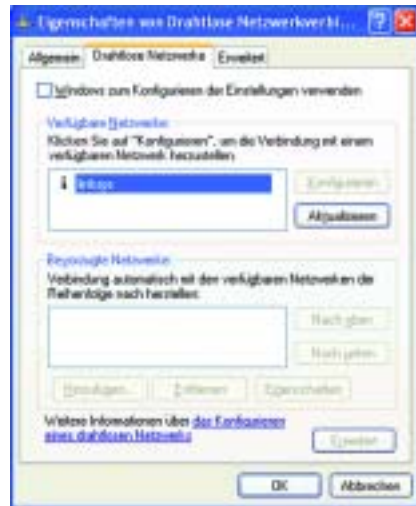 Eigenschaften von Drahtlose Netzwerkverbi...
Allgemein Drahtlose Netzwerke Erweitert
Windows zum Konfigurieren der Einstellungen verwenden
Verfügbare Netzwerke:
Klicken Sie auf "Konfigurieren", um die Verbindung mit einem
verfügbaren Netzwerk herzustellen.
linksys
Konfigurieren
Aktualisieren
Bevorzugte Netzwerke:
Verbindung automatisch mit den verfügbaren Netzwerken der
Reihenfolge nach herstellen:
Nach oben
Nach unten
Hinzufügen... Entfernen Eigenschaften
Weitere Informationen über das Konfigurieren
eines drahtlosen Netzwerks
Erweitert
OK Abbrechen